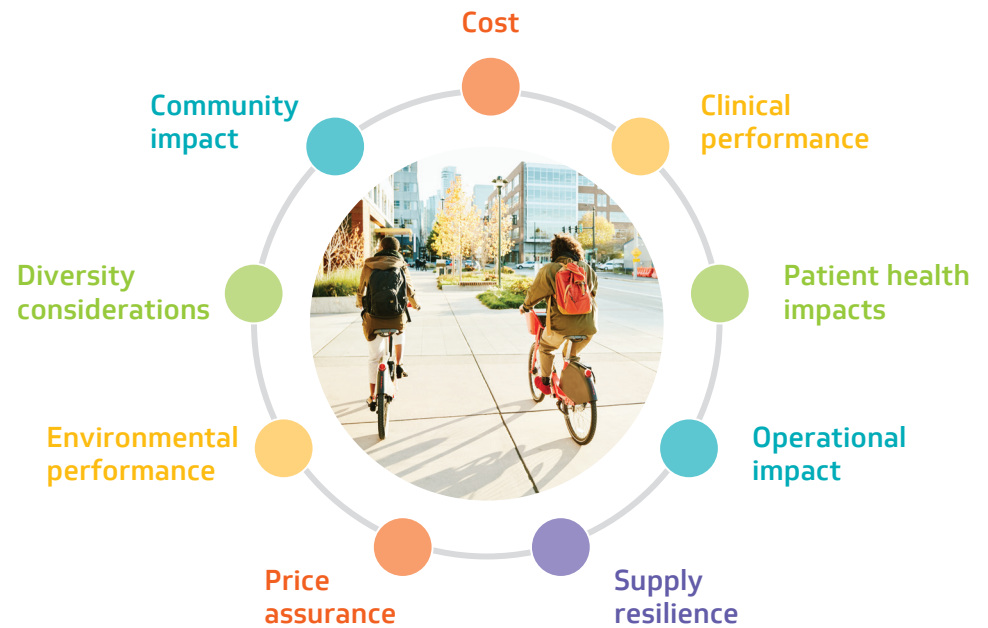 Cost
Clinical
performance
Patient health
impacts
Operational
impact
Supply
resilience
Price
assurance
Environmental
performance
Diversity
considerations
Community
impact